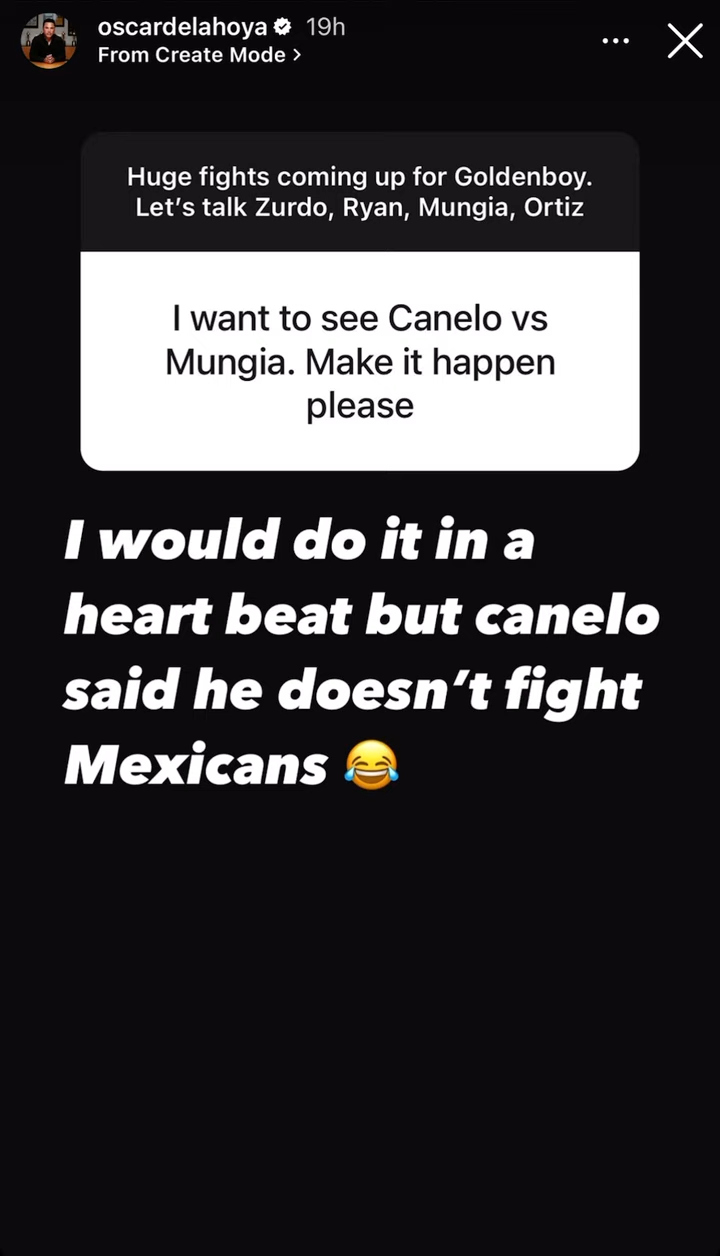 oscardelahoya 19h
From Create Mode >
Huge fights coming up for Goldenboy.
Let’s talk Zurdo, Ryan, Mungia, Ortiz
I want to see Canelo vs
Mungia. Make it happen
please
I would do it in a
heart beat but canelo
said he doesn’t fight
Mexicans 😂